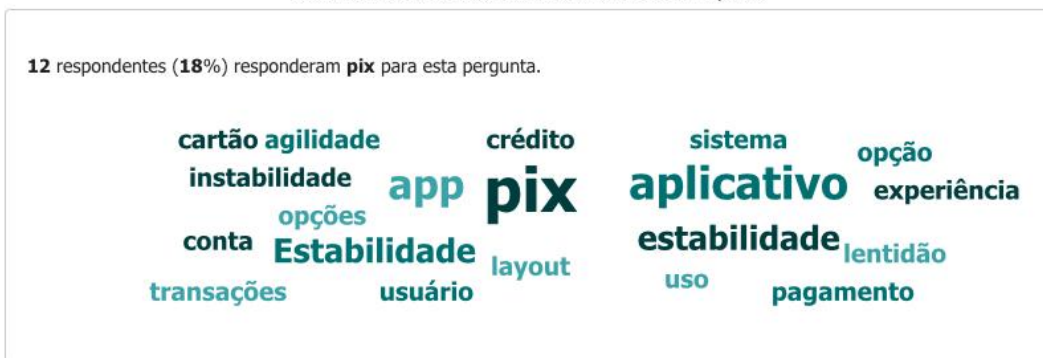 12 respondentes (18%) responderam pix para esta pergunta.
cartão agilidade crédito sistema opção
instabilidade app pix aplicativo experiência
opções
conta Estabilidade layout estabilidade lentidão
transações usuário uso pagamento